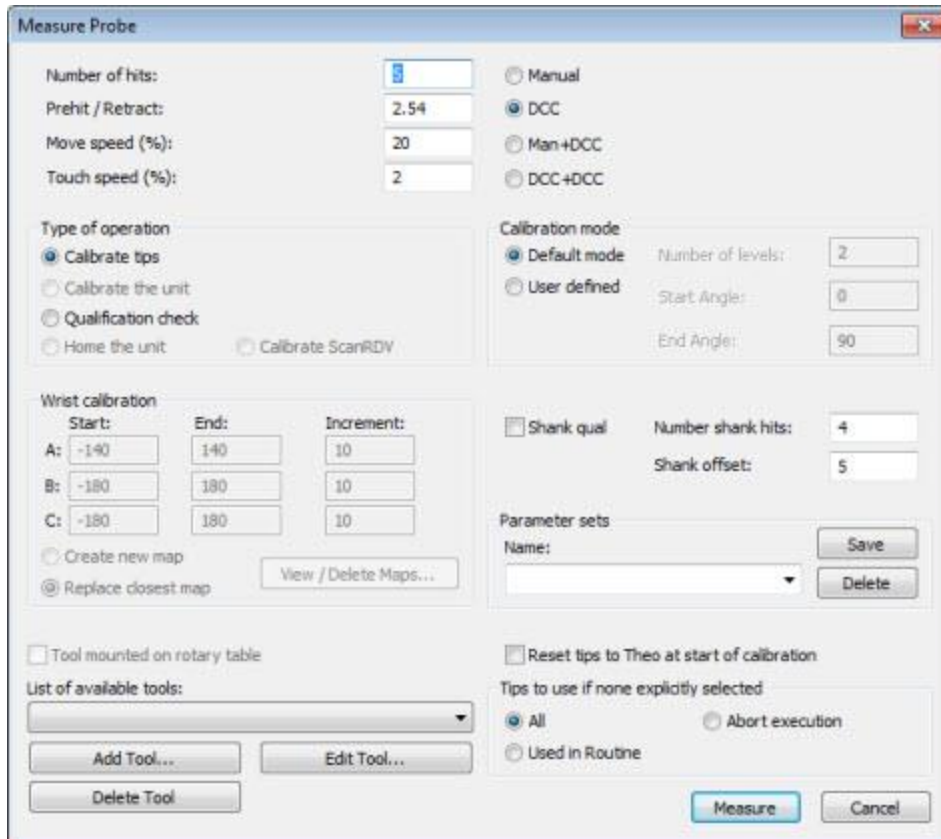 Measure Probe
Number of hits: 5
Prehit / Retract: 2.54
Move speed (%): 20
Touch speed (%): 2
Manual
DCC
Man+DCC
DCC+DCC
Type of operation
Calibrate tips
Calibrate the unit
Qualification check
Home the unit Calibrate ScanRDV
Calibration mode
Default mode Number of levels: 2
User defined Start Angle: 0
End Angle: 90
Wrist calibration
Start: End: Increment:
A: -140 140 10
B: -180 180 10
C: -180 180 10
Create new map
Replace closest map View / Delete Maps...
Shank qual Number shank hits: 4
Shank offset: 5
Parameter sets
Name: Save
Delete
Tool mounted on rotary table
List of available tools:
Add Tool... Edit Tool...
Delete Tool
Reset tips to Theo at start of calibration
Tips to use if none explicitly selected
All Abort execution
Used in Routine
Measure Cancel